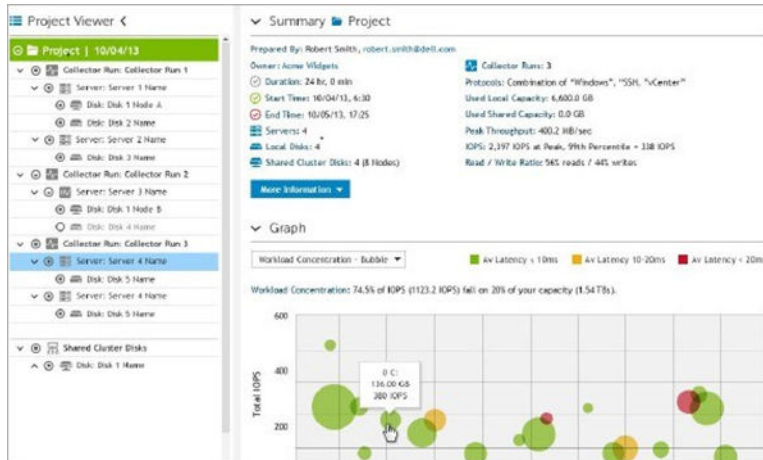 Project Viewer
Project | 10/04/13
Collector Run: Collector Run 1
Server: Server 1 Name
Disk: Disk 1 Node A
Disk: Disk 2 Name
Server: Server 2 Name
Disk: Disk 3 Name
Collector Run: Collector Run 2
Server: Server 3 Name
Disk: Disk 1 Node B
Disk: Disk 4 Name
Collector Run: Collector Run 3
Server: Server 4 Name
Disk: Disk 5 Name
Server: Server 4 Name
Disk: Disk 5 Name
Shared Cluster Disks
Disk: Disk 1 Name
Summary Project
Prepared By: Robert Smith, robert.smith@dell.com
Owner: Acme Widgets
Duration: 24 hr, 0 min
Start Time: 10/04/13, 6:30
End Time: 10/05/13, 17:25
Servers: 4
Local Disks: 4
Shared Cluster Disks: 4 (8 Nodes)
Collector Runs: 3
Protocols: Combination of "Windows", "SSH, "vCenter"
Used Local Capacity: 6,600.0 GB
Used Shared Capacity: 0.0 GB
Peak Throughput: 400.2 MB/sec
IOPS: 2,397 IOPS at Peak, 99th Percentile = 338 IOPS
Read / Write Ratio: 56% reads / 44% writes
More Information
Graph
Workload Concentration - Bubble
Av Latency < 10ms
Av Latency 10-20ms
Av Latency < 20ms
Workload Concentration: 74.5% of IOPS (1123.2 IOPS) fall on 20% of your capacity (1.54 TBs).
600
400
200
Total IOPS
0 C:
136.00 GB
380 IOPS